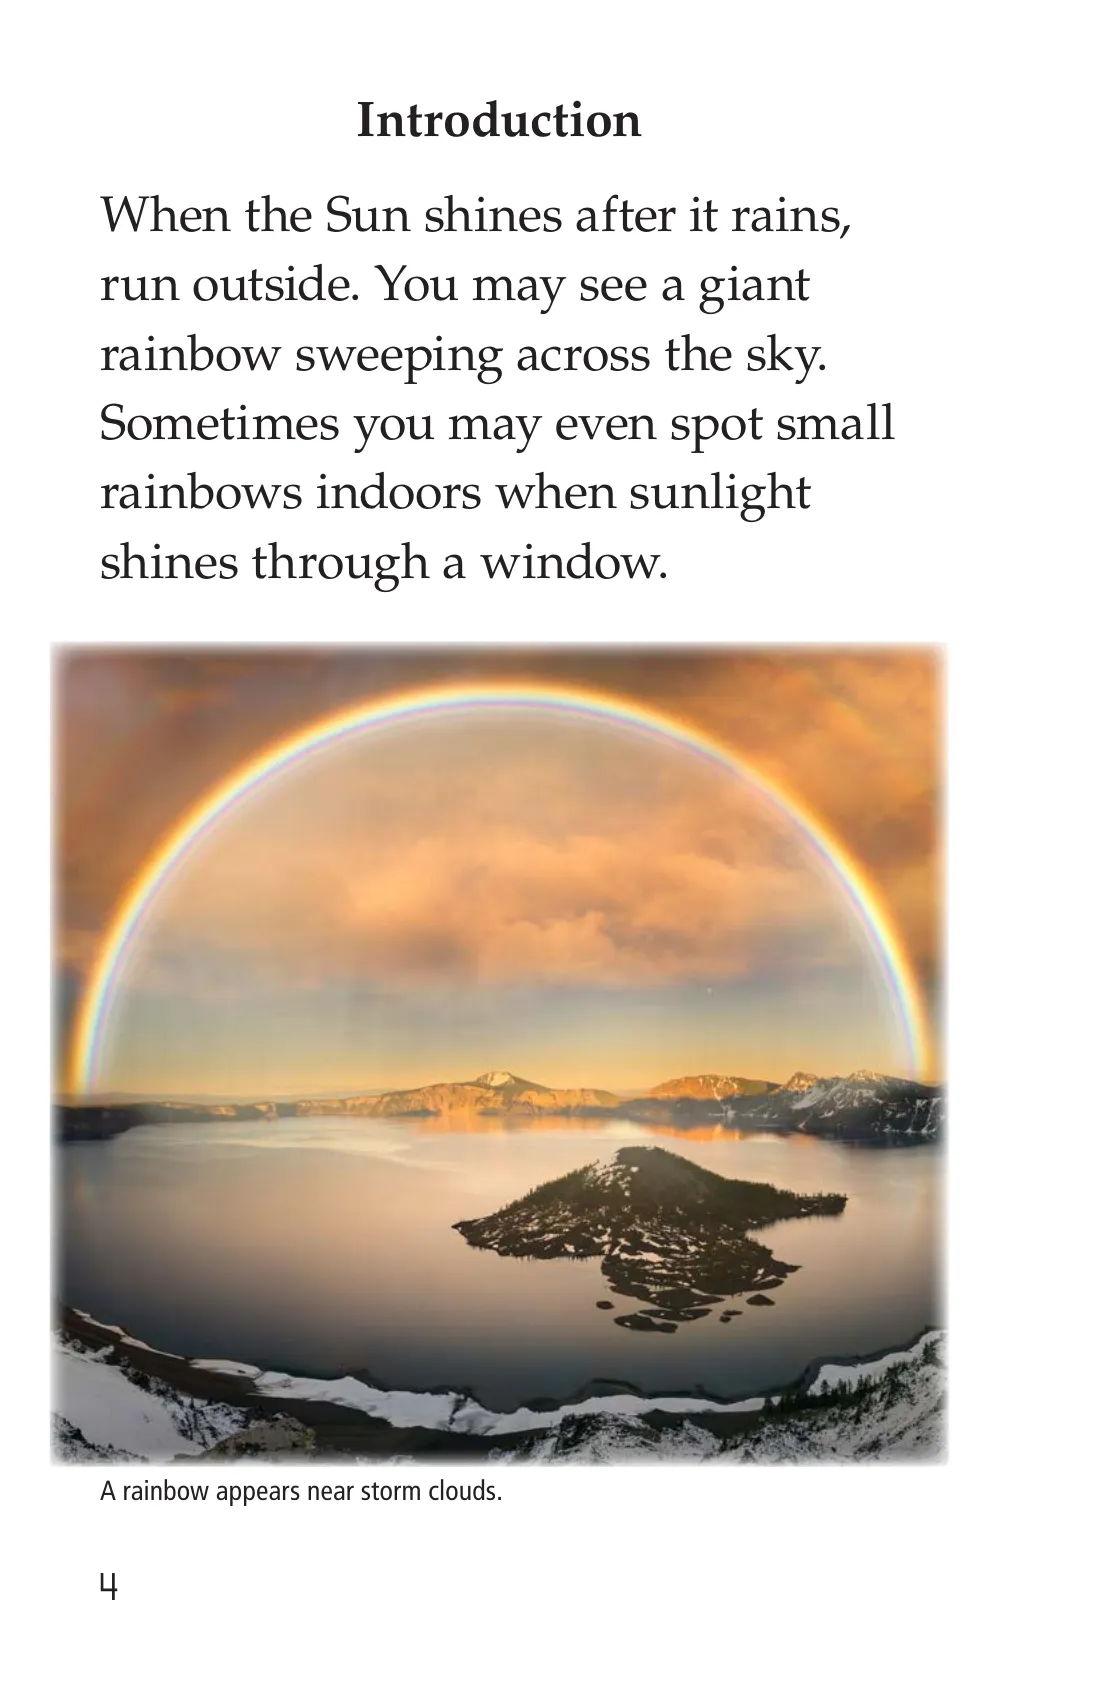 Introduction
When the Sun shines after it rains,
run outside. You may see a giant
rainbow sweeping across the sky.
Sometimes you may even spot small
rainbows indoors when sunlight
shines through a window.
A rainbow appears near storm clouds.
4